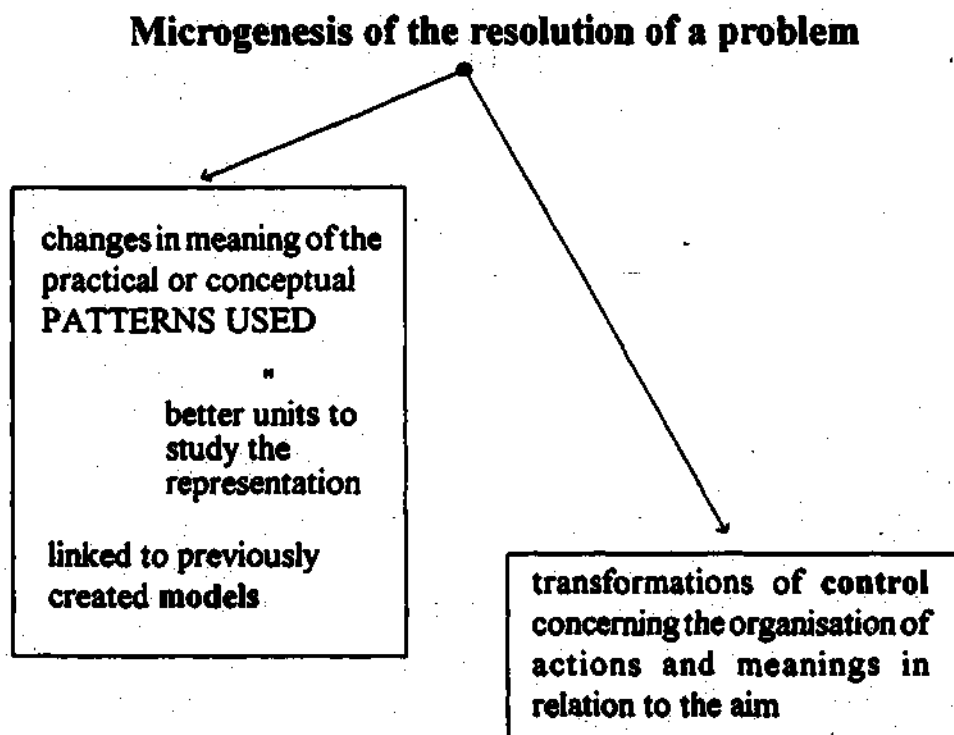 Microgenesis of the resolution of a problem
changes in meaning of the
practical or conceptual
PATTERNS USED
"
better units to
study the
representation
linked to previously
created models
transformations of control
concerning the organisation of
actions and meanings in
relation to the aim